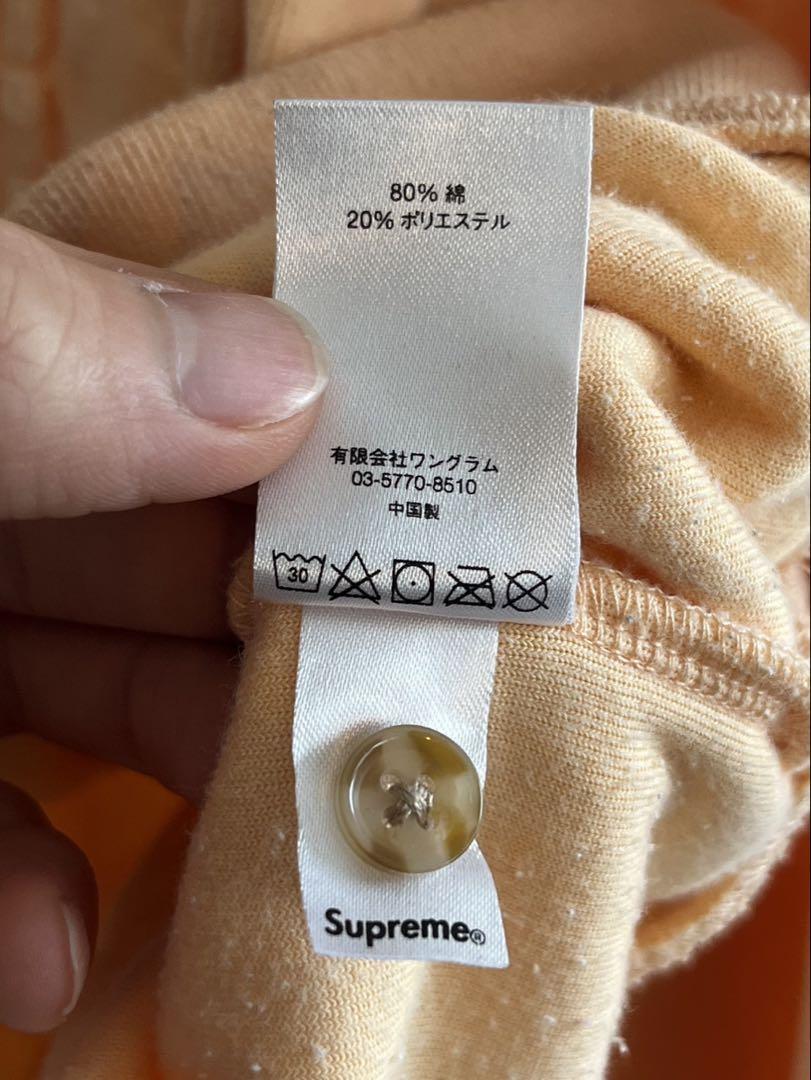 80% 綿
20% ポリエステル
有限会社ワングラム
03-5770-8510
中国製
30
Supreme®